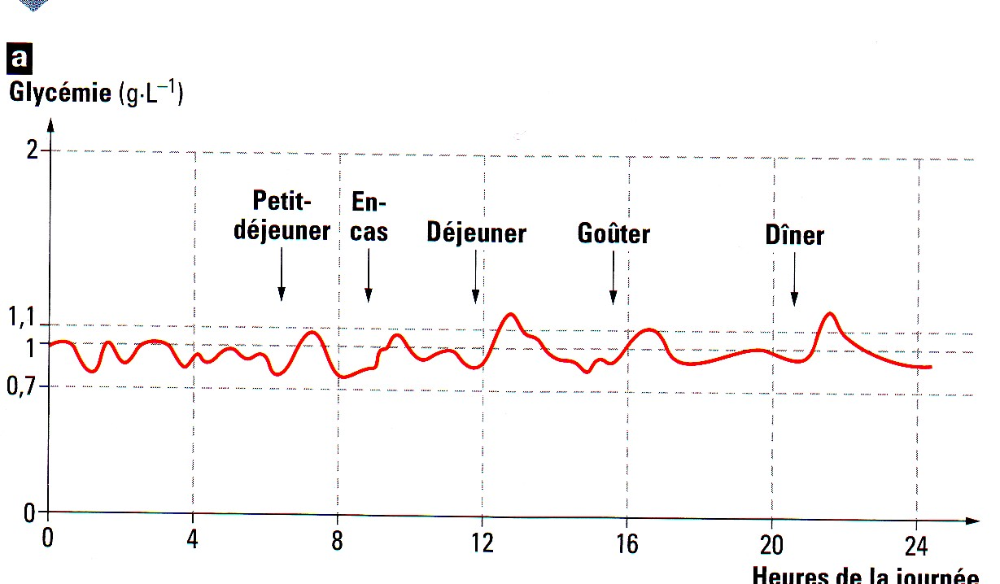 a
Glycémie (g·L⁻¹)
2
Petit-
déjeuner
En-
cas
Déjeuner
Goûter
Dîner
1,1
1
0,7
0
0 4 8 12 16 20 24
Heures de la journée